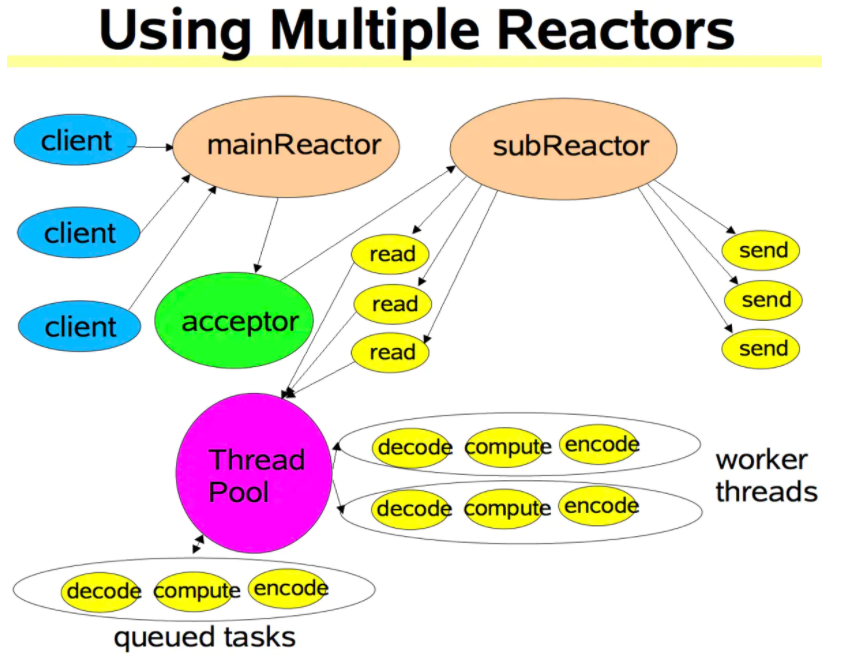 Using Multiple Reactors
client
mainReactor
subReactor
client
read
send
read
send
client
acceptor
read
send
Thread
Pool
decode compute encode
worker
threads
decode compute encode
decode compute encode
queued tasks